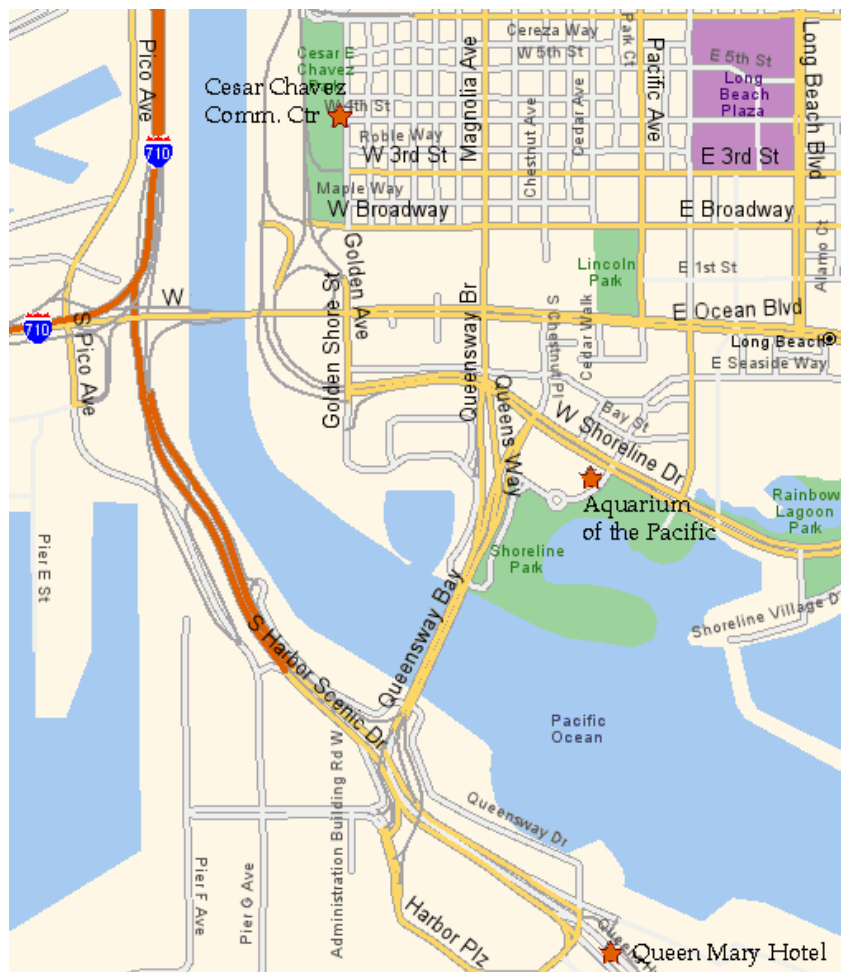 Cereza Way
Park Ct
Cesar E
Chavez
Park
W 5th St
E 5th St
Pico Ave
Magnolia Ave
Pacific Ave
Long Beach Blvd
Cesar Chavez
Comm. Ctr
Long
Beach
Plaza
W 4th St
Chestnut Ave
Cedar Ave
Roble Way
710
W 3rd St
E 3rd St
Maple Way
W Broadway
E Broadway
Alamo Ct
Golden Ave
Lincoln
Park
E 1st St
W
E Ocean Blvd
710
S Pico Ave
Golden Shore St
Queensway Br
S Chestnut Pl
Cedar Walk
Long Beach
E Seaside Way
Queens Way
Bay St
W Shoreline Dr
Aquarium
of the Pacific
Rainbow
Lagoon
Park
Pier E St
Shoreline
Park
Shoreline Village D
Queensway Bay
S Harbor Scenic Dr
Pacific
Ocean
Administration Building Rd W
Queensway Dr
Pier F Ave
Pier G Ave
Harbor Plz
Queen Mary Hotel